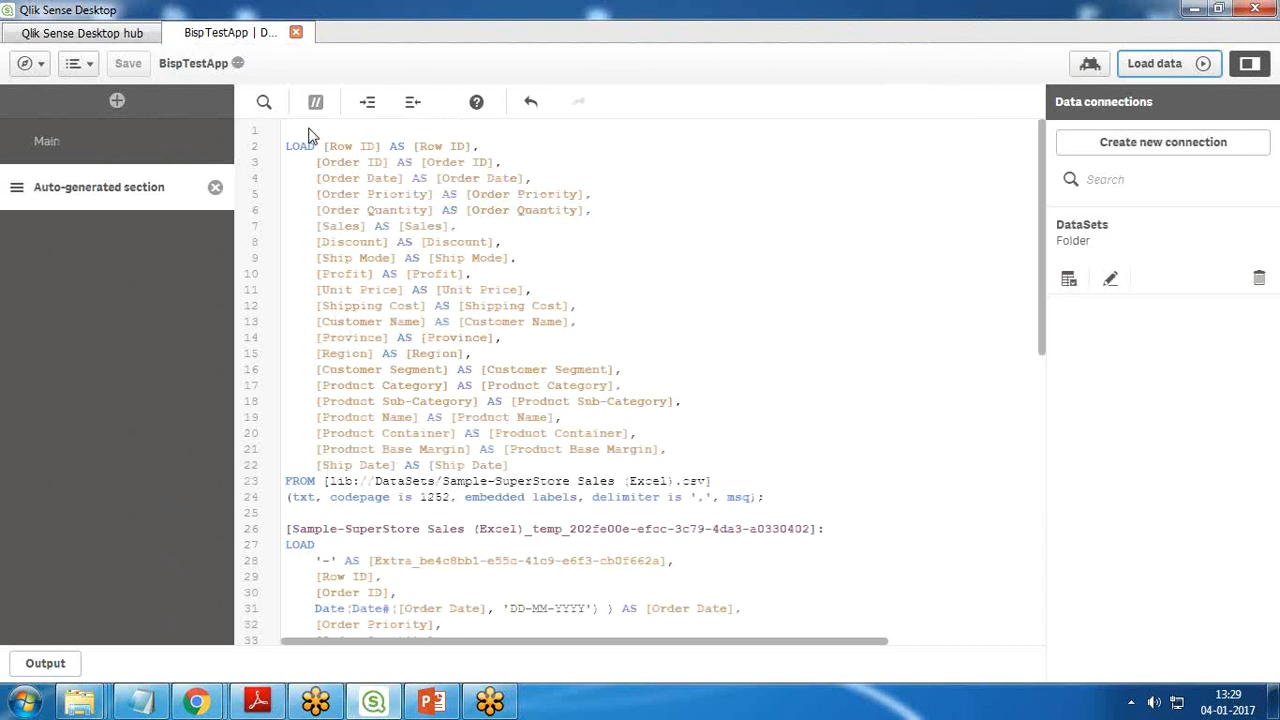 Qlik Sense Desktop
Qlik Sense Desktop hub
BispTestApp | D...
Save
BispTestApp
Load data
Data connections
Create new connection
Search
DataSets
Folder
Main
Auto-generated section
1
2 LOAD [Row ID] AS [Row ID],
3 [Order ID] AS [Order ID],
4 [Order Date] AS [Order Date],
5 [Order Priority] AS [Order Priority],
6 [Order Quantity] AS [Order Quantity],
7 [Sales] AS [Sales],
8 [Discount] AS [Discount],
9 [Ship Mode] AS [Ship Mode],
10 [Profit] AS [Profit],
11 [Unit Price] AS [Unit Price],
12 [Shipping Cost] AS [Shipping Cost],
13 [Customer Name] AS [Customer Name],
14 [Province] AS [Province],
15 [Region] AS [Region],
16 [Customer Segment] AS [Customer Segment],
17 [Product Category] AS [Product Category],
18 [Product Sub-Category] AS [Product Sub-Category],
19 [Product Name] AS [Product Name],
20 [Product Container] AS [Product Container],
21 [Product Base Margin] AS [Product Base Margin],
22 [Ship Date] AS [Ship Date]
23 FROM [lib://DataSets/Sample-SuperStore Sales (Excel).csv]
24 (txt, codepage is 1252, embedded labels, delimiter is ',', msq);
25
26 [Sample-SuperStore Sales (Excel)_temp_202fe00e-efcc-3c79-4da3-a0330402]:
27 LOAD
28 '-' AS [Extra_be4c8bb1-e55c-41c9-e6f3-cb0f662a],
29 [Row ID],
30 [Order ID],
31 Date(Date#([Order Date], 'DD-MM-YYYY') ) AS [Order Date],
32 [Order Priority],
33
Output
13:29
04-01-2017